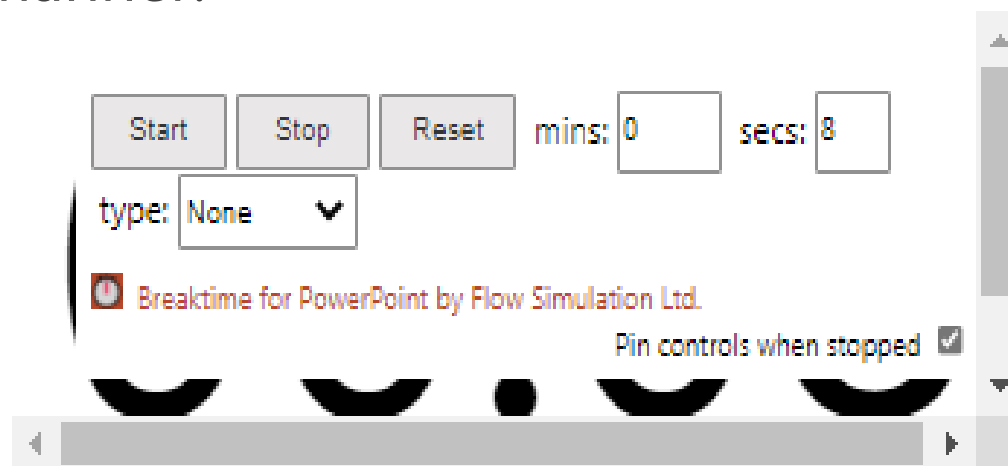 Start Stop Reset mins: 0 secs: 8
type: None
Breaktime for PowerPoint by Flow Simulation Ltd.
Pin controls when stopped